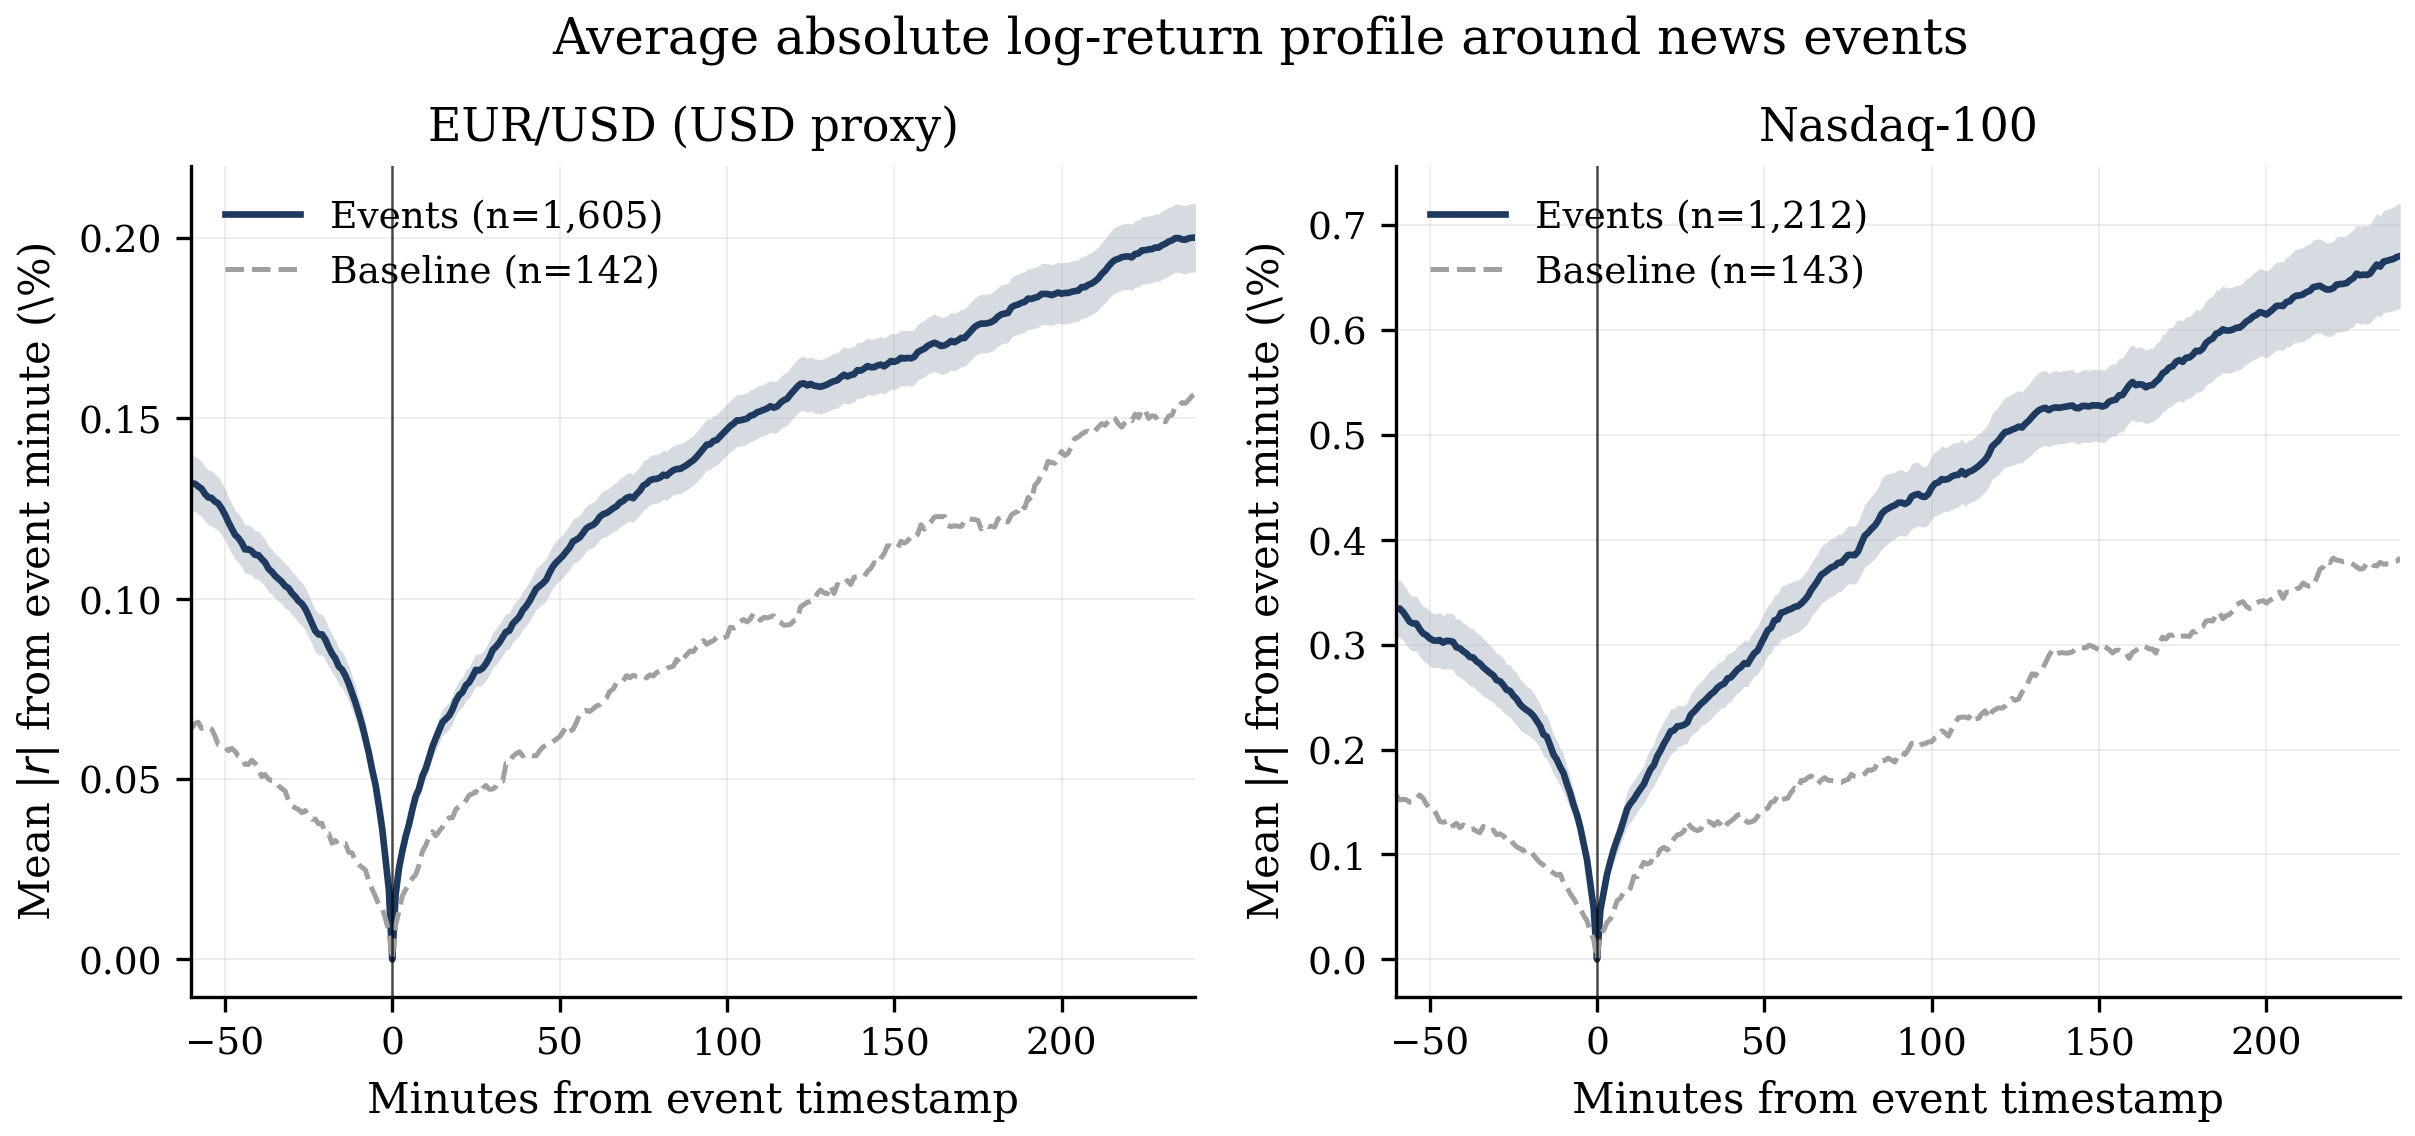 Average absolute log-return profile around news events
EUR/USD (USD proxy)
Mean |r| from event minute (\%)
0.20
0.15
0.10
0.05
0.00
Events (n=1,605)
Baseline (n=142)
−50
0
50
100
150
200
Minutes from event timestamp
Nasdaq-100
Mean |r| from event minute (\%)
0.7
0.6
0.5
0.4
0.3
0.2
0.1
0.0
Events (n=1,212)
Baseline (n=143)
−50
0
50
100
150
200
Minutes from event timestamp